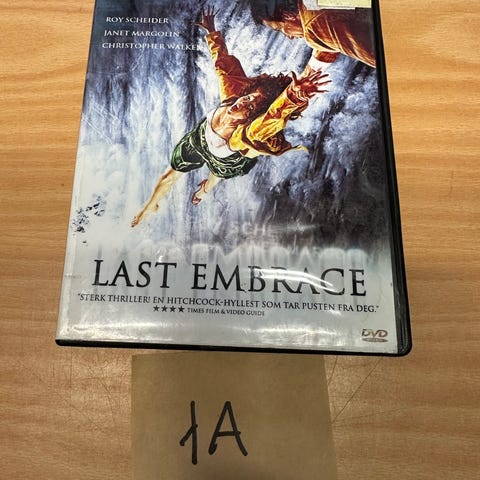 ROY SCHEIDER
JANET MARGOLIN
CHRISTOPHER WALKEN
LAST EMBRACE
"STERK THRILLER! EN HITCHCOCK-HYLLEST SOM TAR PUSTEN FRA DEG."
★★★★ TIMES FILM & VIDEO GUIDE
DVD
1A